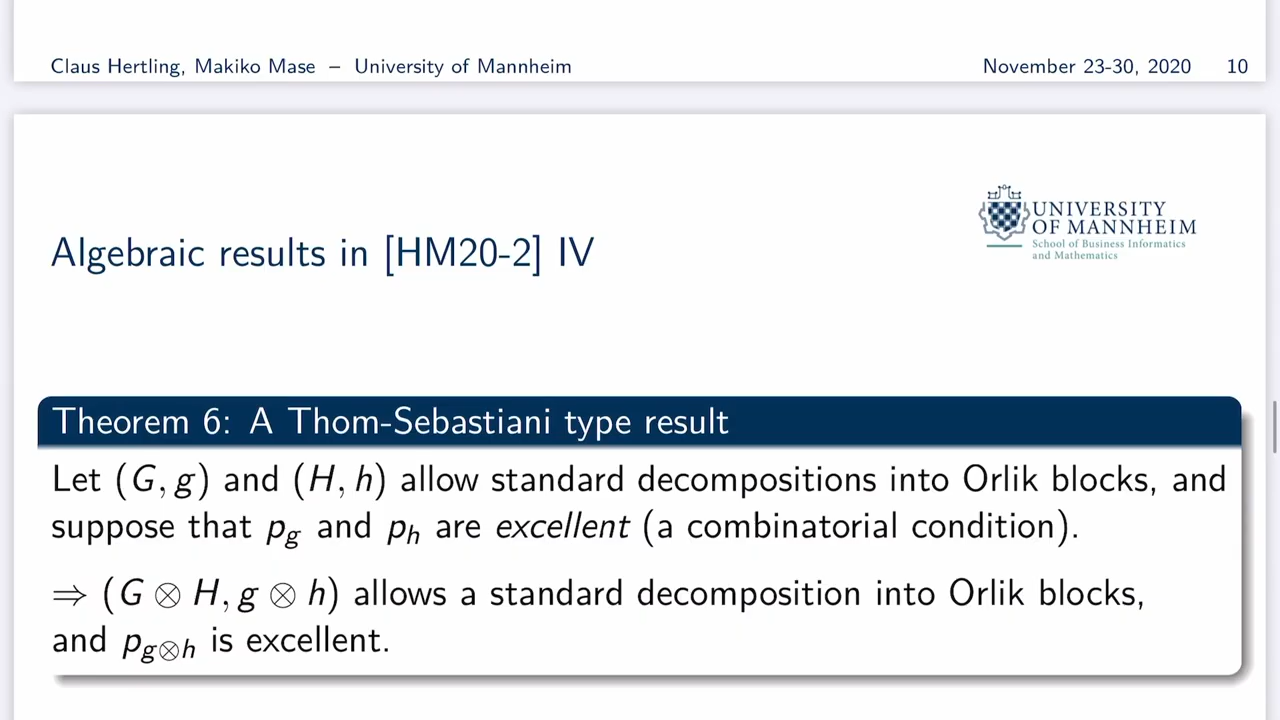 Claus Hertling, Makiko Mase – University of Mannheim November 23-30, 2020 10
UNIVERSITY
OF MANNHEIM
School of Business Informatics
and Mathematics
Algebraic results in [HM20-2] IV
Theorem 6: A Thom-Sebastiani type result
Let (G, g) and (H, h) allow standard decompositions into Orlik blocks, and
suppose that p_g and p_h are excellent (a combinatorial condition).
⇒ (G ⊗ H, g ⊗ h) allows a standard decomposition into Orlik blocks,
and p_{g⊗h} is excellent.